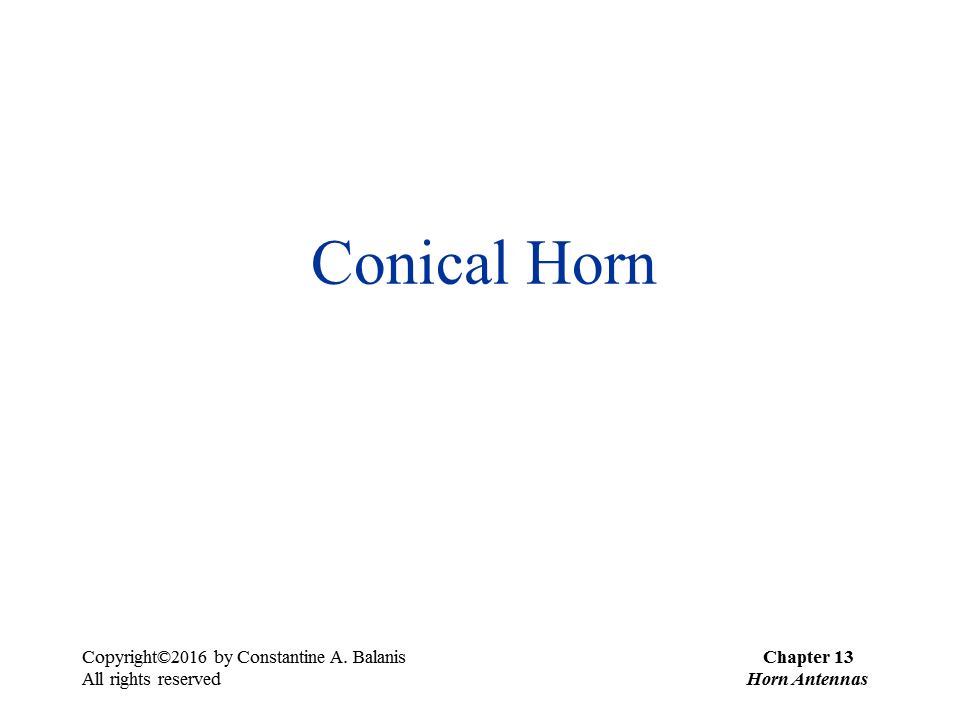 Conical Horn
Copyright©2016 by Constantine A. Balanis
All rights reserved
Chapter 13
Horn Antennas